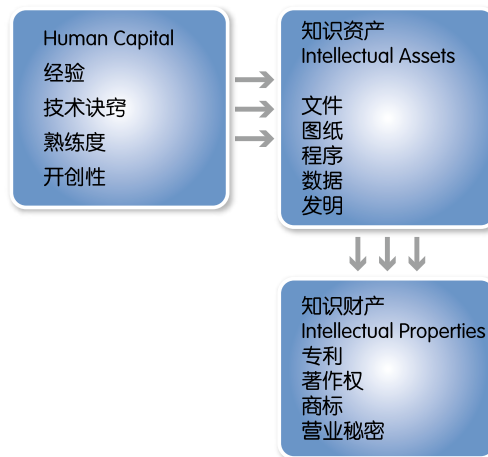 Human Capital
经验
技术诀窍
熟练度
开创性
知识资产
Intellectual Assets
文件
图纸
程序
数据
发明
知识财产
Intellectual Properties
专利
著作权
商标
营业秘密